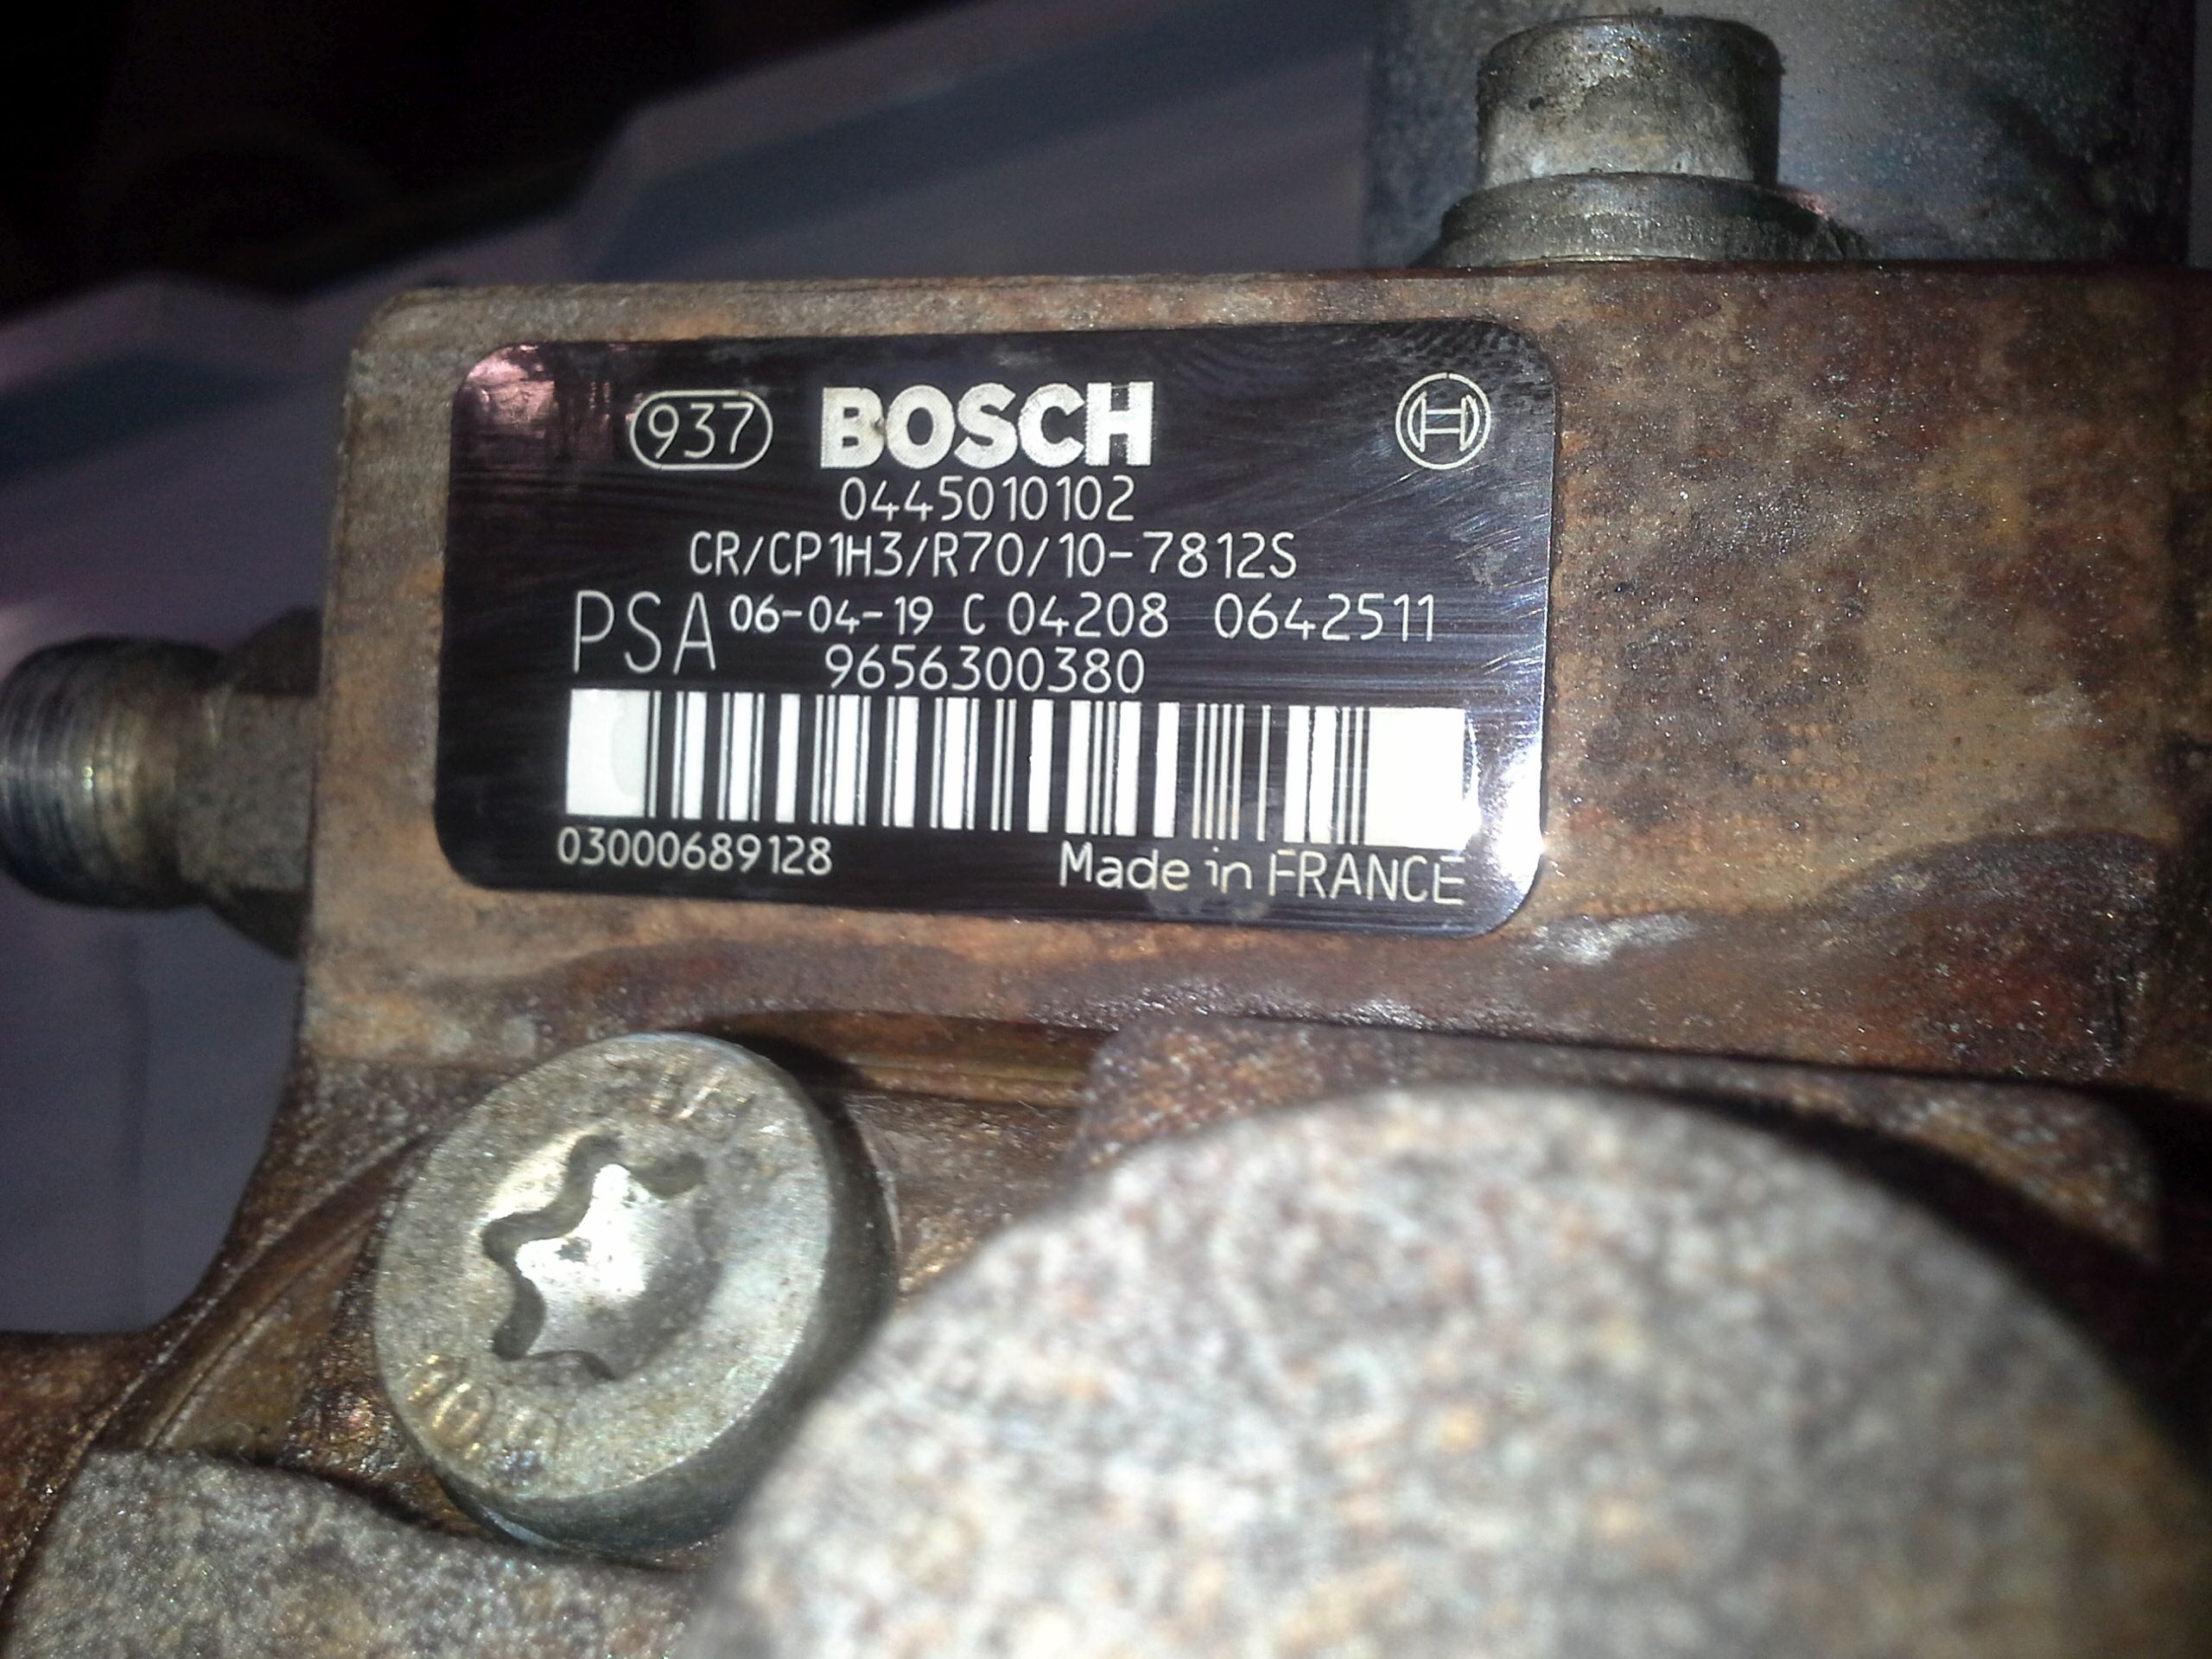 937 BOSCH
0445010102
CR/CP1H3/R70/10-7812S
PSA 06-04-19 C 04208 0642511
9656300380
03000689128 Made in FRANCE